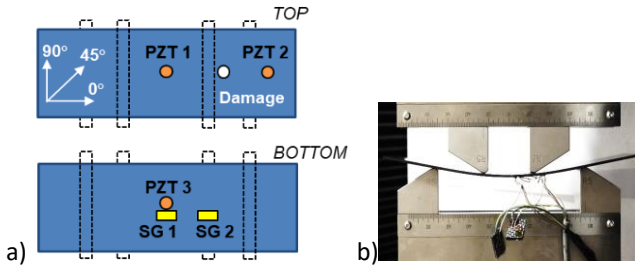 TOP
90°
45°
0°
PZT 1
PZT 2
Damage
BOTTOM
PZT 3
SG 1
SG 2
a)
b)